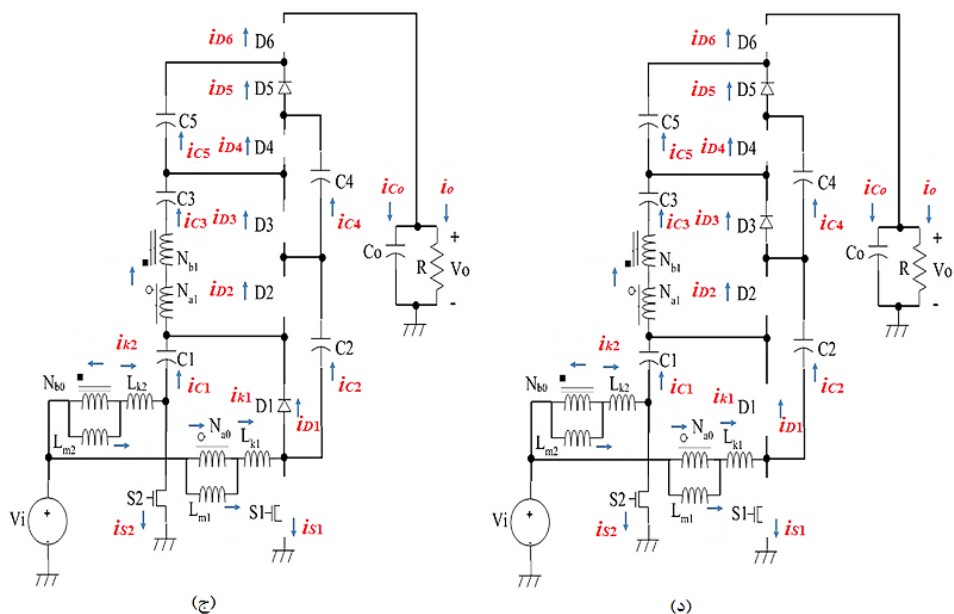 iD6 D6
iD5 D5
C5
iC5 iD4 D4
C3
C4
iC3 iD3 D3
iC4
iCo io
Co R Vo
+
-
Nb1
iD2 D2
Na1
ik2
C1
C2
Nb0 Lk2
iC1
iC2
ik1
D1
iD1
Na0
Lk1
Lm2
Vi
+
-
S2
Lm1
S1
iS2
iS1
(ج)
iD6 D6
iD5 D5
C5
iC5 iD4 D4
C3
C4
iC3 iD3 D3
iC4
iCo io
Co R Vo
+
-
Nb1
iD2 D2
Na1
ik2
C1
C2
Nb0 Lk2
iC1
iC2
ik1
D1
iD1
Na0
Lk1
Lm2
Vi
+
-
S2
Lm1
S1
iS2
iS1
(د)